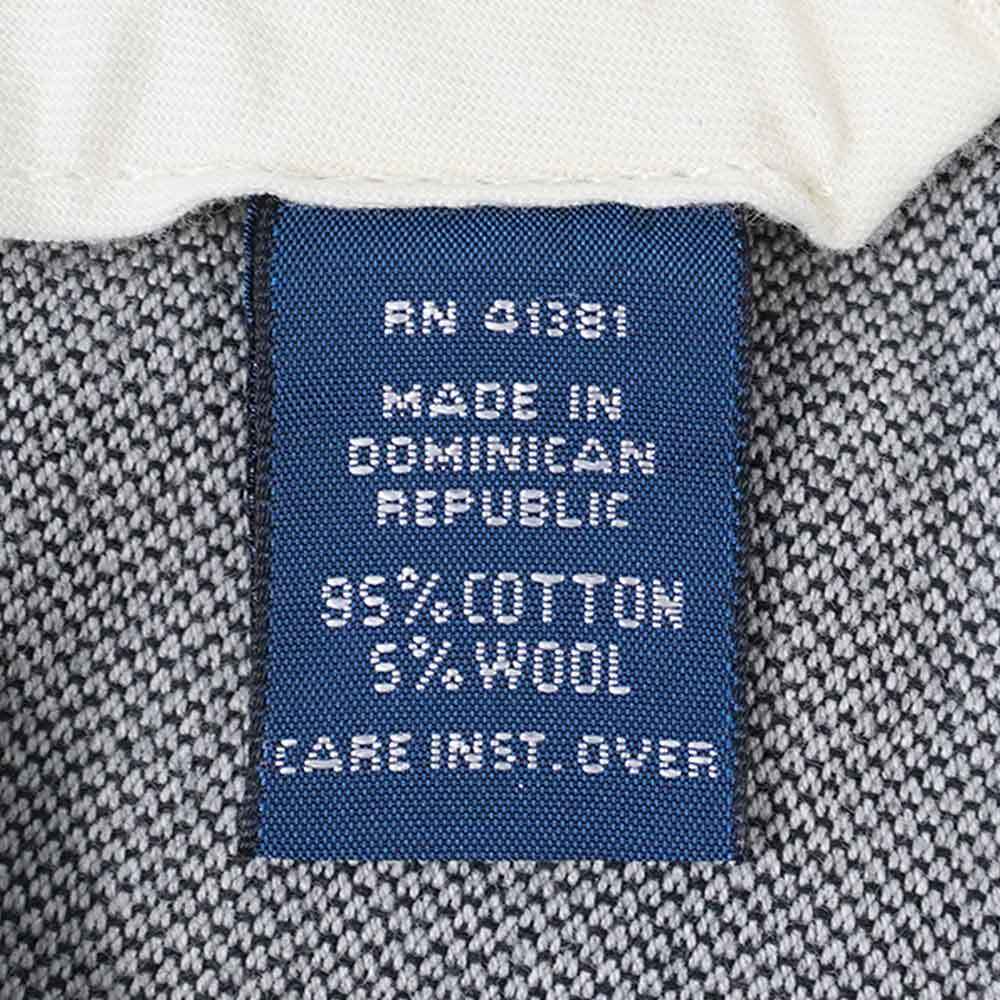 RN 41381
MADE IN
DOMINICAN
REPUBLIC
95% COTTON
5% WOOL
CARE INST. OVER